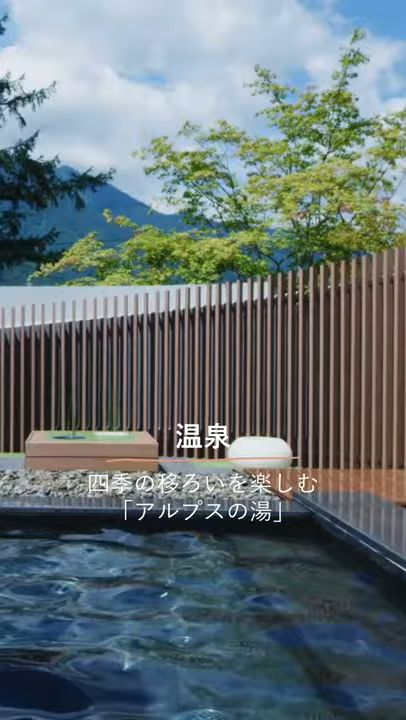 温泉
四季の移ろいを楽しむ
「アルプスの湯」